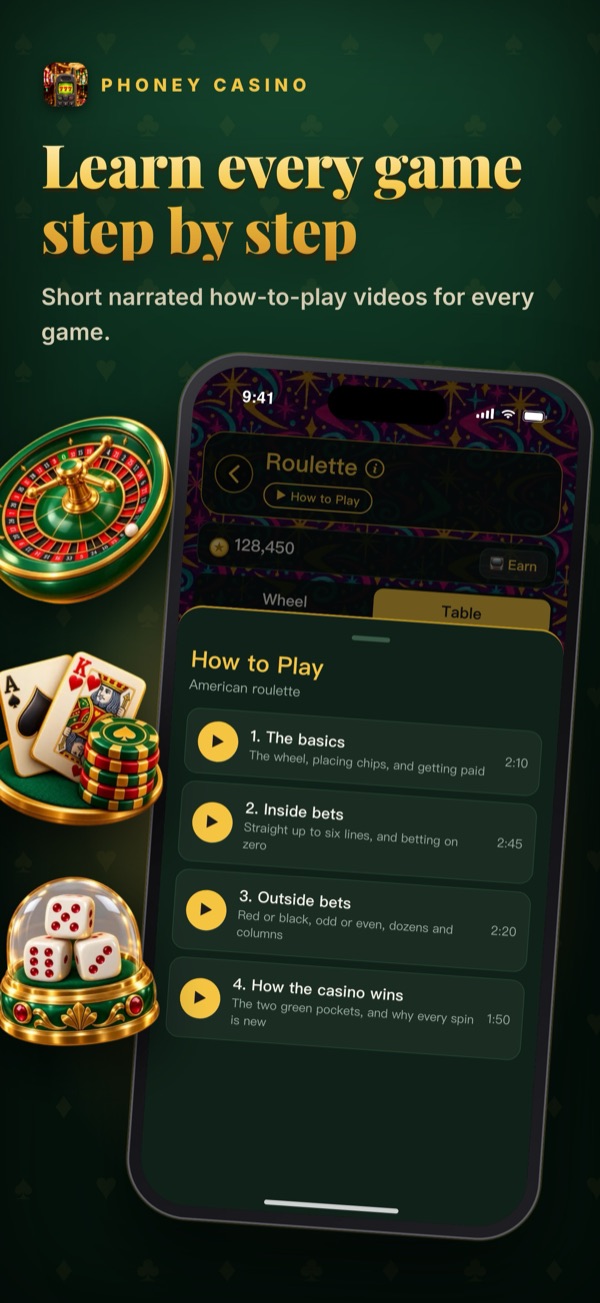 PHONEY CASINO
Learn every game
step by step
Short narrated how-to-play videos for every
game.
9:41
Roulette
How to Play
128,450
Earn
Wheel
Table
How to Play
American roulette
1. The basics
The wheel, placing chips, and getting paid
2:10
2. Inside bets
Straight up to six lines, and betting on
zero
2:45
3. Outside bets
Red or black, odd or even, dozens and
columns
2:20
4. How the casino wins
The two green pockets, and why every spin
is new
1:50
A
K
777